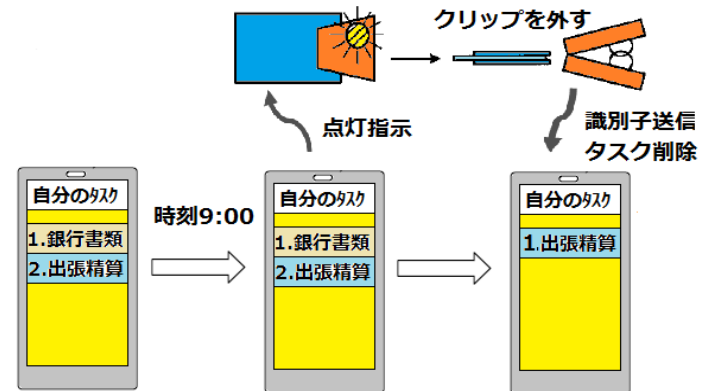 クリップを外す
点灯指示
識別子送信
タスク削除
自分のタスク
1.銀行書類
2.出張精算
時刻9:00
自分のタスク
1.銀行書類
2.出張精算
自分のタスク
1.出張精算